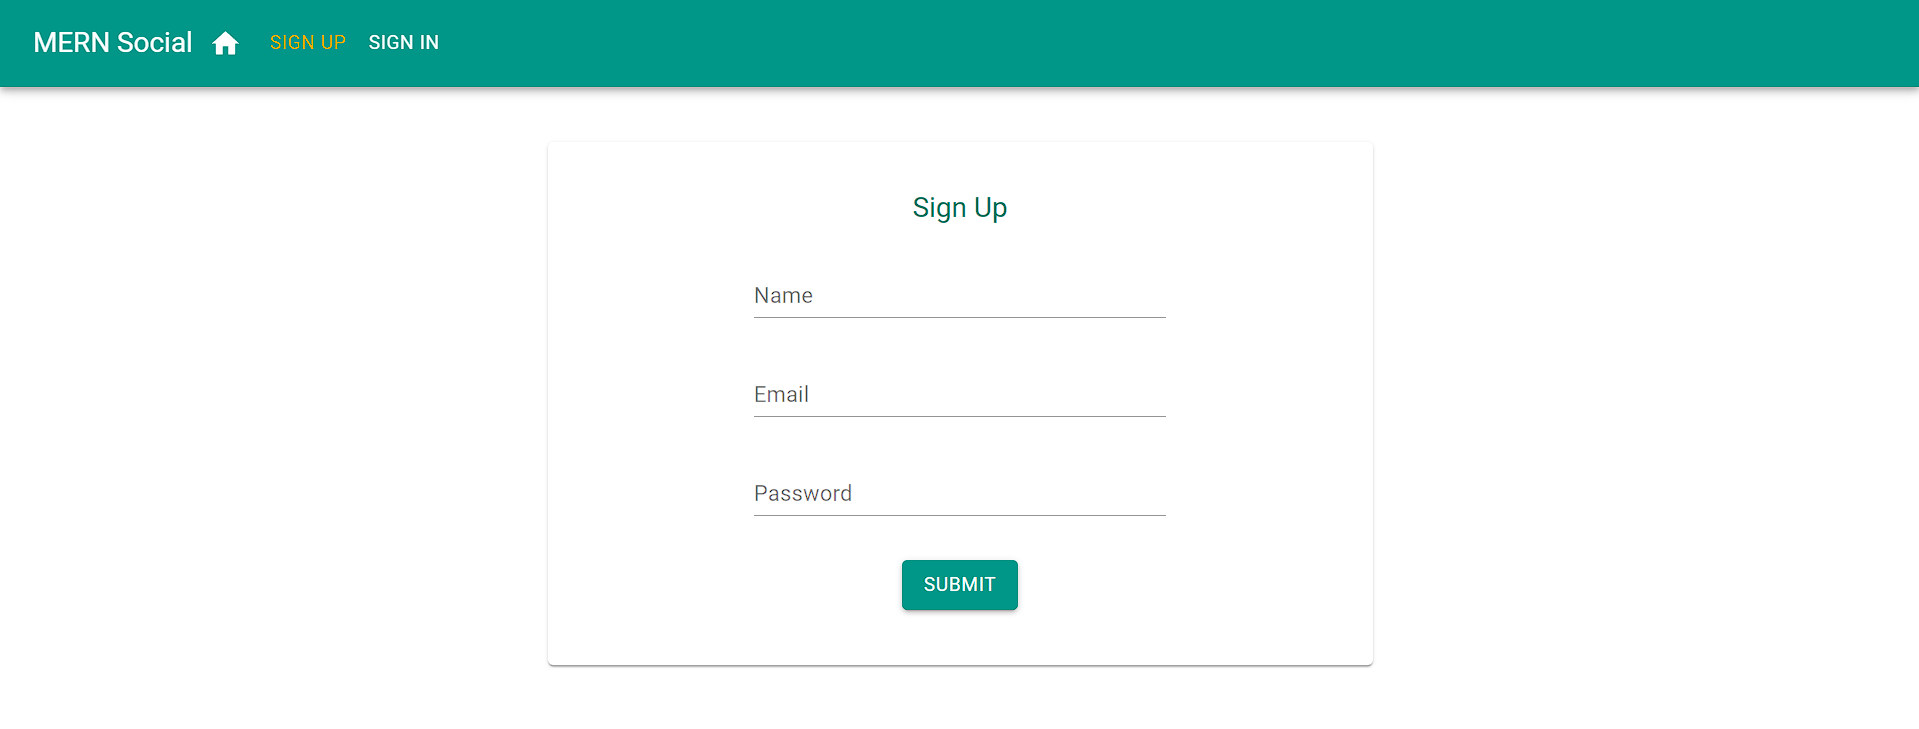 MERN Social SIGN UP SIGN IN
Sign Up
Name
Email
Password
SUBMIT